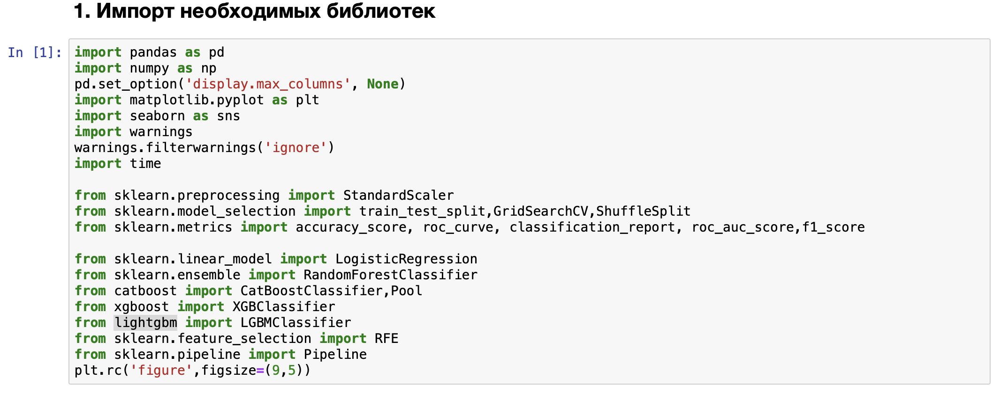 1. Импорт необходимых библиотек
In [1]:
import pandas as pd
import numpy as np
pd.set_option('display.max_columns', None)
import matplotlib.pyplot as plt
import seaborn as sns
import warnings
warnings.filterwarnings('ignore')
import time
from sklearn.preprocessing import StandardScaler
from sklearn.model_selection import train_test_split,GridSearchCV,ShuffleSplit
from sklearn.metrics import accuracy_score, roc_curve, classification_report, roc_auc_score,f1_score
from sklearn.linear_model import LogisticRegression
from sklearn.ensemble import RandomForestClassifier
from catboost import CatBoostClassifier,Pool
from xgboost import XGBClassifier
from lightgbm import LGBMClassifier
from sklearn.feature_selection import RFE
from sklearn.pipeline import Pipeline
plt.rc('figure',figsize=(9,5))